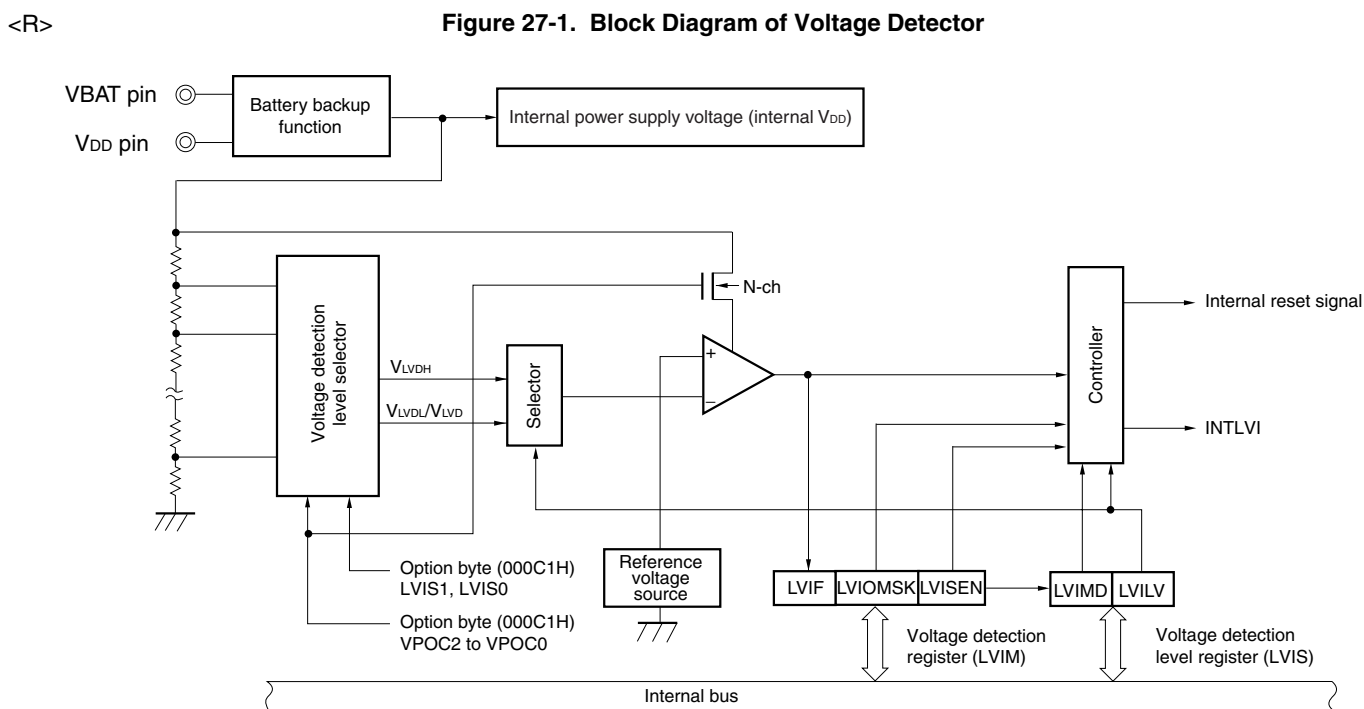 <R>
Figure 27-1. Block Diagram of Voltage Detector
VBAT pin
VDD pin
Battery backup
function
Internal power supply voltage (internal VDD)
N-ch
Voltage detection
level selector
VLVDH
VLVDL/VLVD
Selector
+
−
Controller
Internal reset signal
INTLVI
Option byte (000C1H)
LVIS1, LVIS0
Option byte (000C1H)
VPOC2 to VPOC0
Reference
voltage
source
LVIF
LVIOMSK
LVISEN
LVIMD
LVILV
Voltage detection
register (LVIM)
Voltage detection
level register (LVIS)
Internal bus